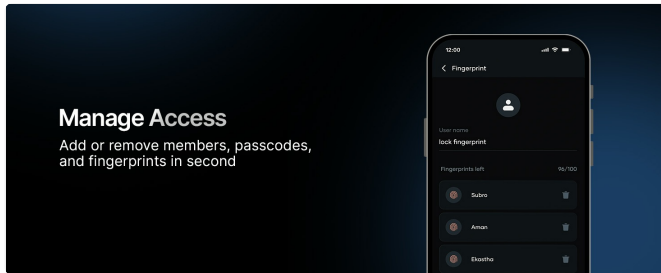 Manage Access
Add or remove members, passcodes,
and fingerprints in second
12:00
Fingerprint
User name
lock fingerprint
Fingerprints left 96/100
Subro
Aman
Ekastha